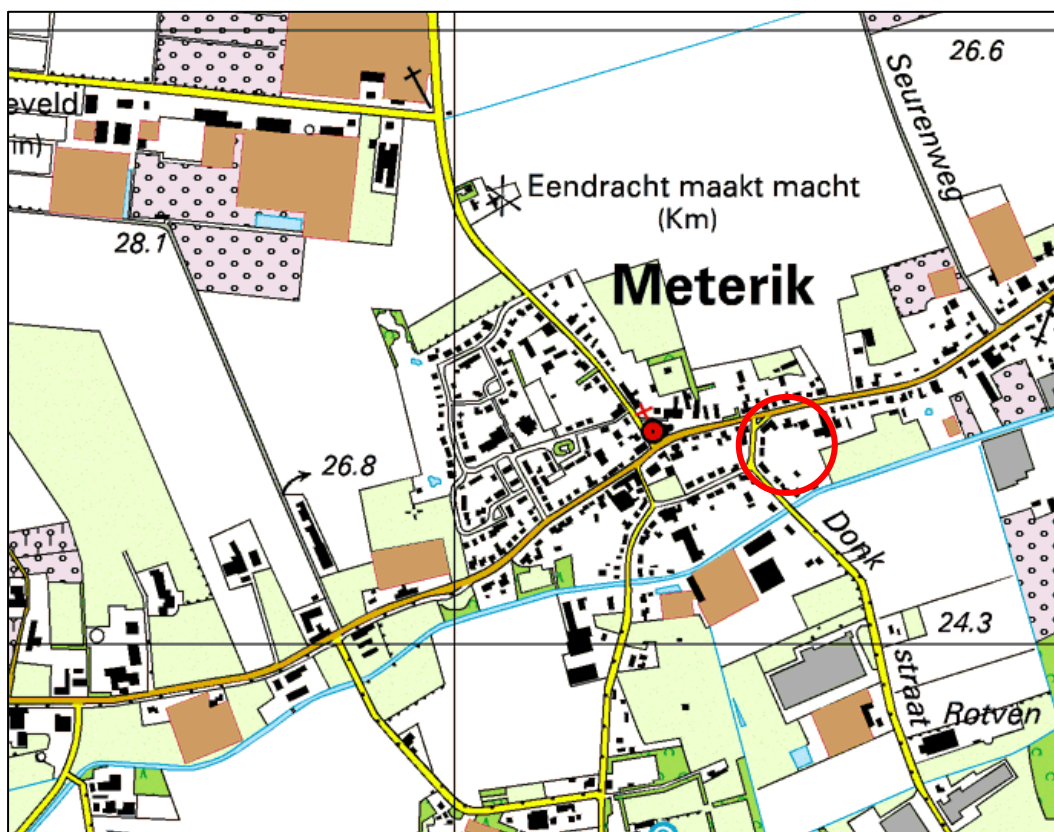 26.6
Seurenweg
eveld
in)
Eendracht maakt macht
(Km)
28.1
Meterik
26.8
Donk
straat
24.3
Rotven